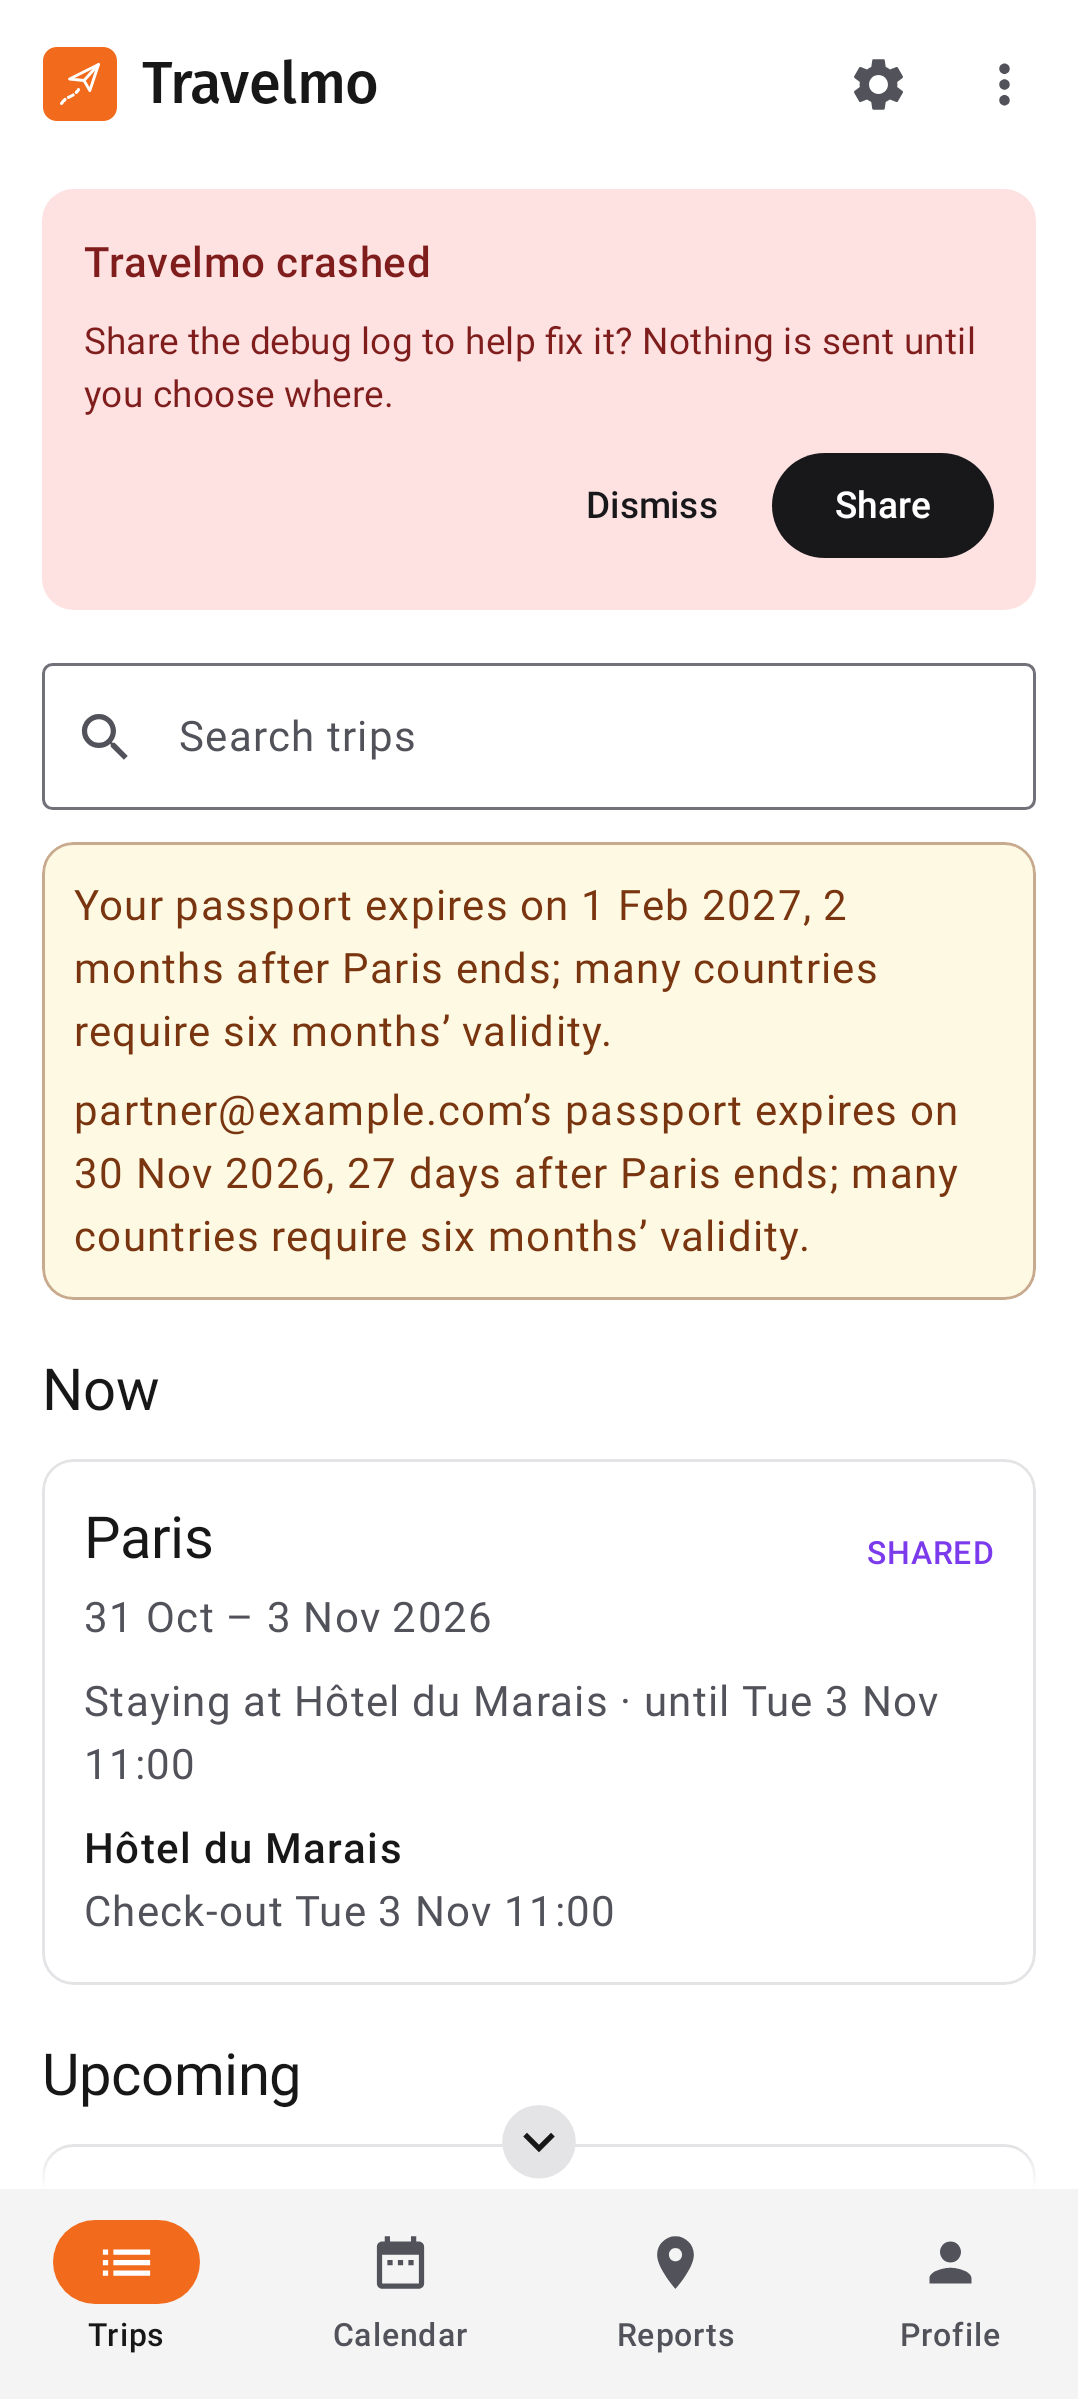 Travelmo
Travelmo crashed
Share the debug log to help fix it? Nothing is sent until
you choose where.
Dismiss
Share
Search trips
Your passport expires on 1 Feb 2027, 2
months after Paris ends; many countries
require six months’ validity.
partner@example.com’s passport expires on
30 Nov 2026, 27 days after Paris ends; many
countries require six months’ validity.
Now
Paris
SHARED
31 Oct – 3 Nov 2026
Staying at Hôtel du Marais · until Tue 3 Nov
11:00
Hôtel du Marais
Check-out Tue 3 Nov 11:00
Upcoming
Trips
Calendar
Reports
Profile